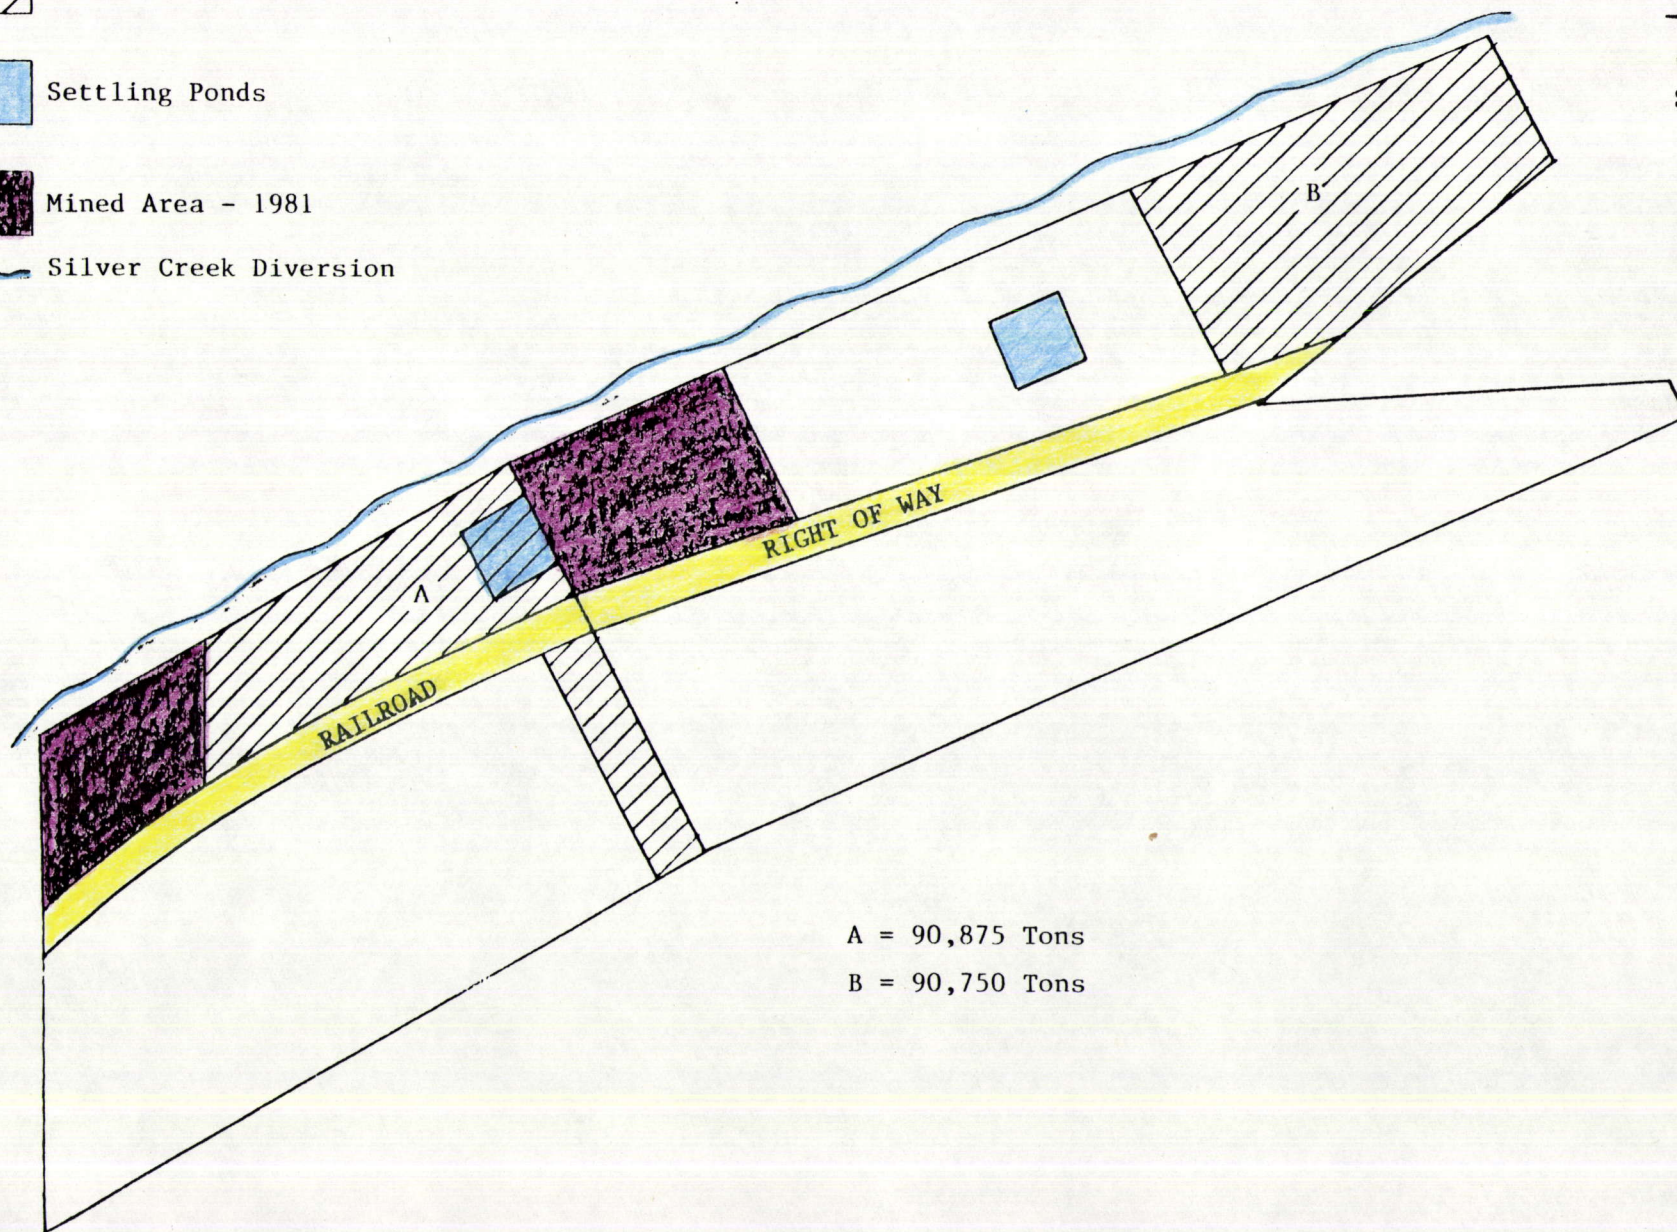 Settling Ponds
Mined Area - 1981
Silver Creek Diversion
B
A
RIGHT OF WAY
RAILROAD
A = 90,875 Tons
B = 90,750 Tons